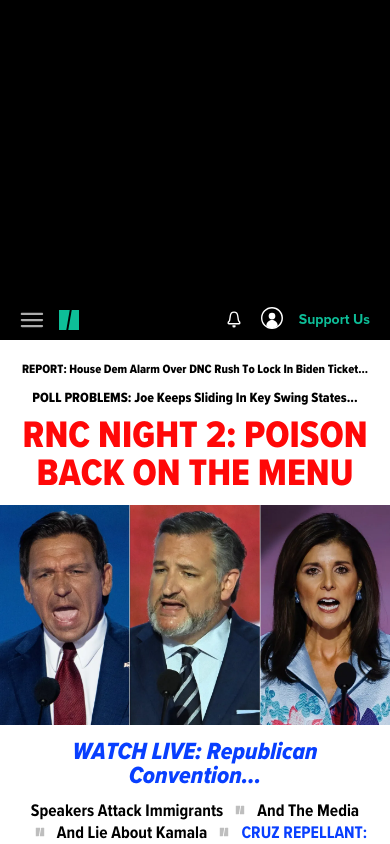 Support Us
REPORT: House Dem Alarm Over DNC Rush To Lock In Biden Ticket...
POLL PROBLEMS: Joe Keeps Sliding In Key Swing States...
RNC NIGHT 2: POISON
BACK ON THE MENU
WATCH LIVE: Republican
Convention...
Speakers Attack Immigrants And The Media
And Lie About Kamala CRUZ REPELLANT: